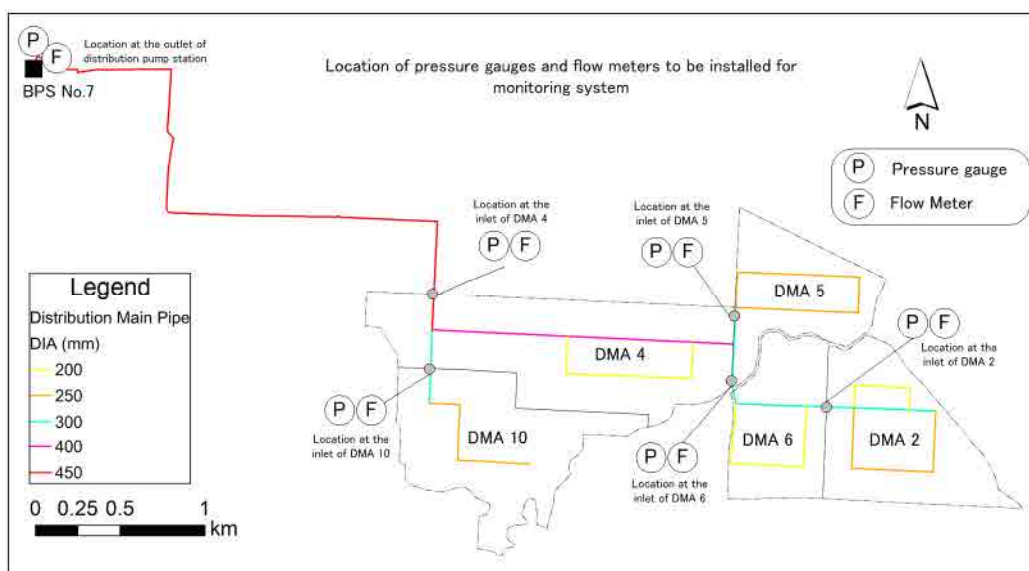 P
F
Location at the outlet of
distribution pump station
BPS No.7
Location of pressure gauges and flow meters to be installed for
monitoring system
N
P Pressure gauge
F Flow Meter
Location at the
inlet of DMA 4
P F
Location at the
inlet of DMA 5
P F
DMA 5
P F
Location at the
inlet of DMA 2
Legend
Distribution Main Pipe
DIA (mm)
200
250
300
400
450
0 0.25 0.5 1
km
DMA 4
P F
Location at the
inlet of DMA 10
DMA 10
P F
Location at the
inlet of DMA 6
DMA 6
DMA 2